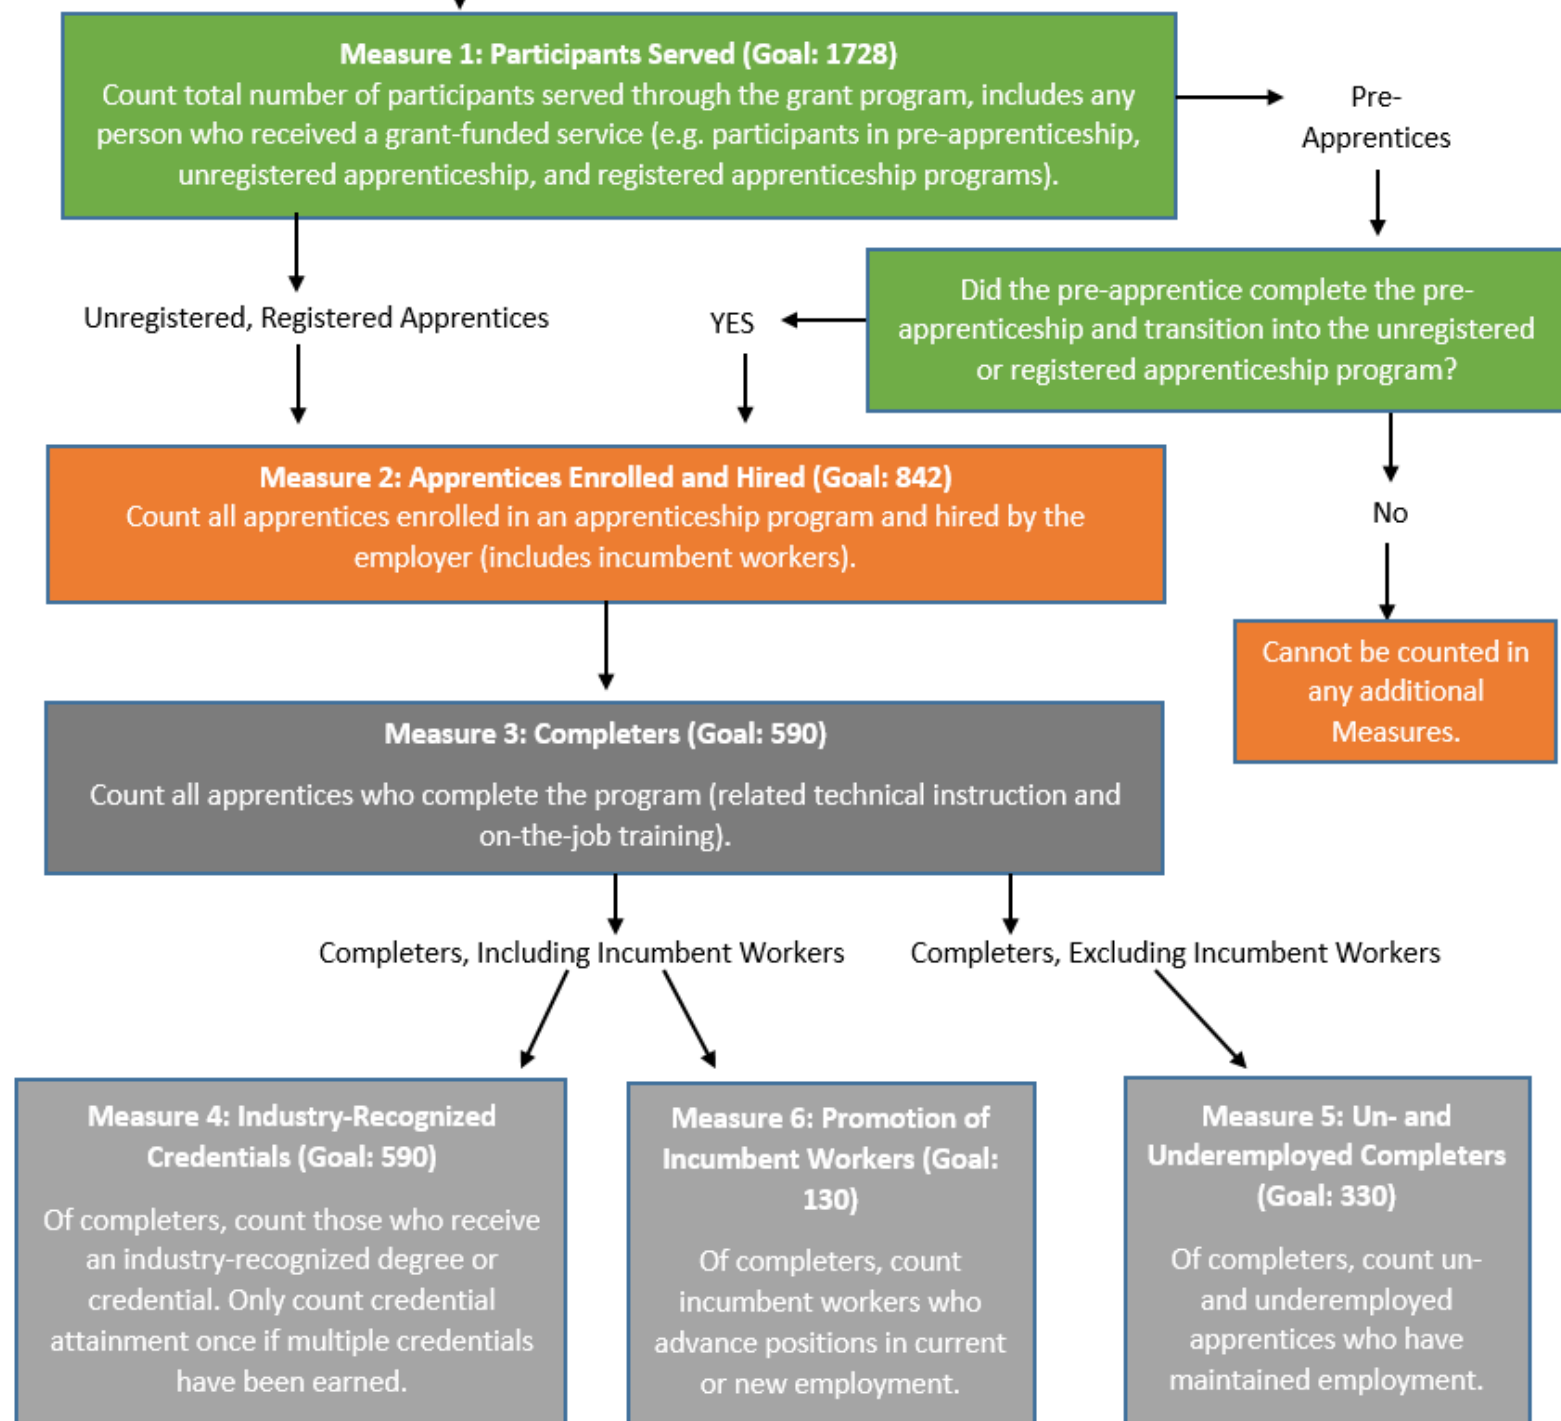 Measure 1: Participants Served (Goal: 1728)
Count total number of participants served through the grant program, includes any
person who received a grant-funded service (e.g. participants in pre-apprenticeship,
unregistered apprenticeship, and registered apprenticeship programs).
Pre-
Apprentices
Unregistered, Registered Apprentices
YES
Did the pre-apprentice complete the pre-
apprenticeship and transition into the unregistered
or registered apprenticeship program?
Measure 2: Apprentices Enrolled and Hired (Goal: 842)
Count all apprentices enrolled in an apprenticeship program and hired by the
employer (includes incumbent workers).
No
Cannot be counted in
any additional
Measures.
Measure 3: Completers (Goal: 590)
Count all apprentices who complete the program (related technical instruction and
on-the-job training).
Completers, Including Incumbent Workers
Completers, Excluding Incumbent Workers
Measure 4: Industry-Recognized
Credentials (Goal: 590)
Of completers, count those who receive
an industry-recognized degree or
credential. Only count credential
attainment once if multiple credentials
have been earned.
Measure 6: Promotion of
Incumbent Workers (Goal:
130)
Of completers, count
incumbent workers who
advance positions in current
or new employment.
Measure 5: Un- and
Underemployed Completers
(Goal: 330)
Of completers, count un-
and underemployed
apprentices who have
maintained employment.